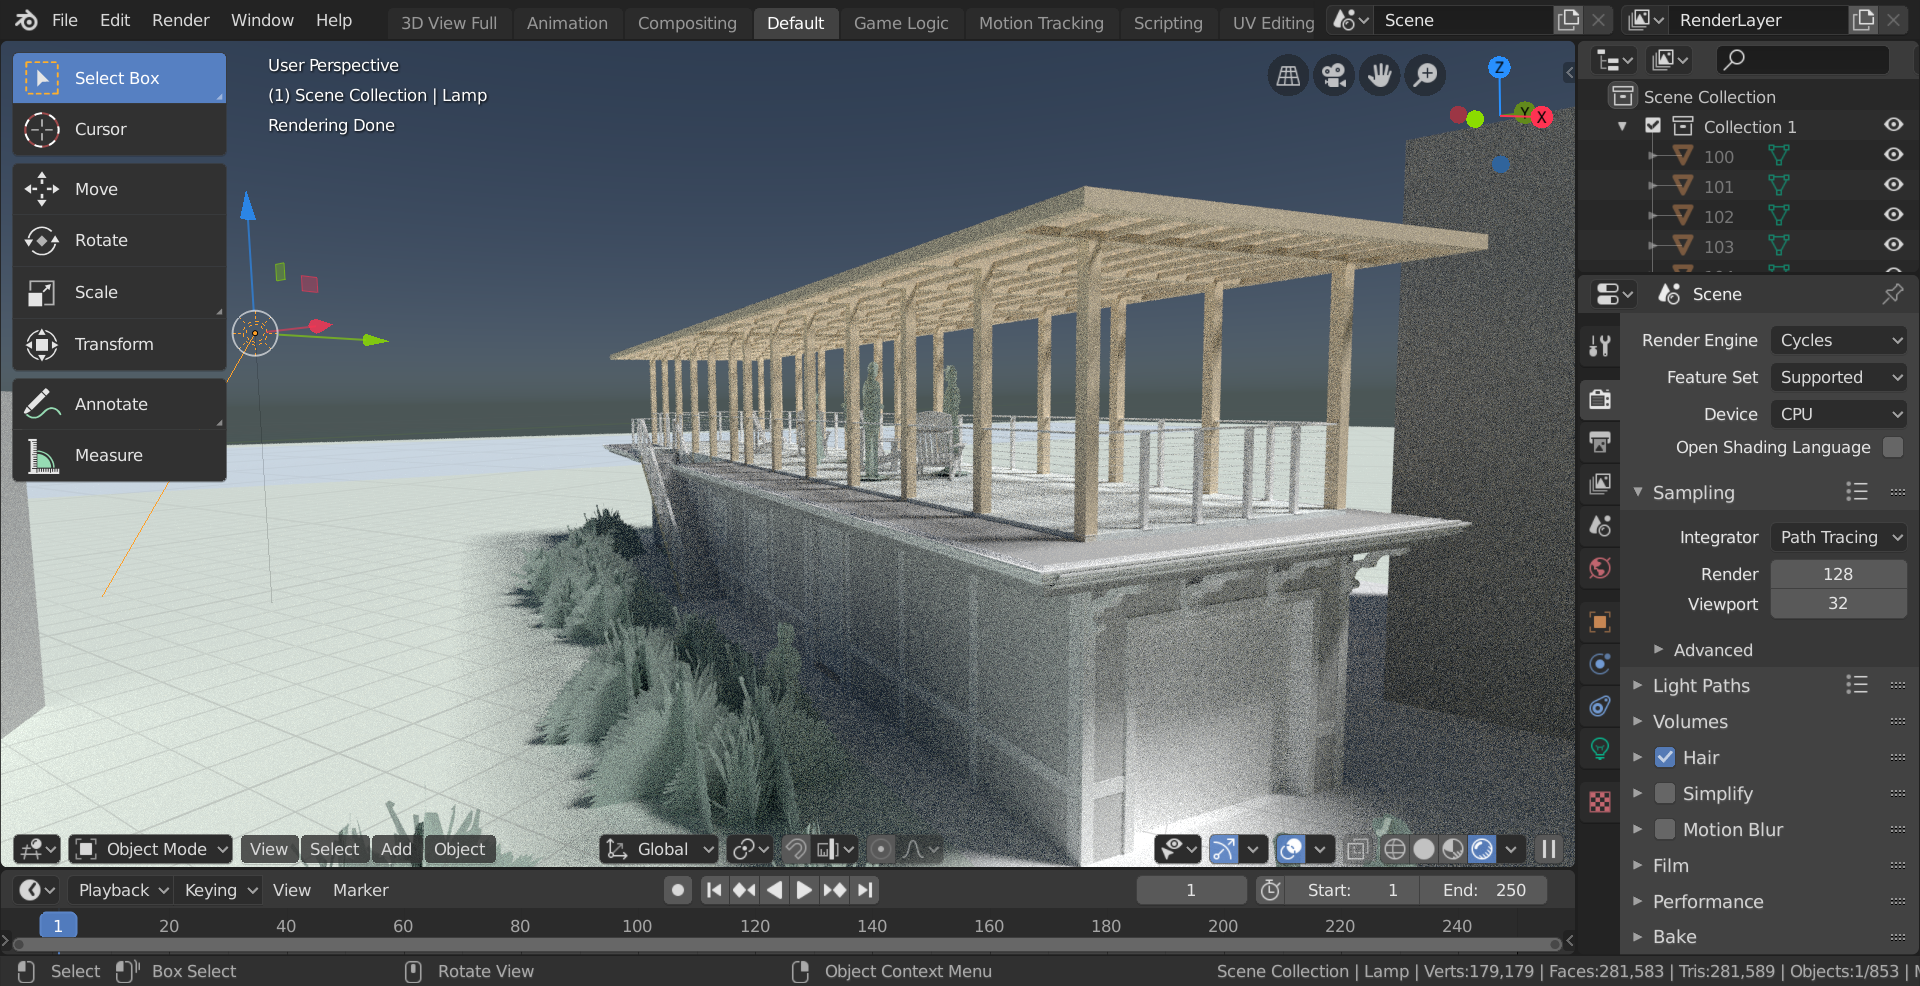 File Edit Render Window Help
3D View Full Animation Compositing Default Game Logic Motion Tracking Scripting UV Editing
Scene
RenderLayer
Select Box
Cursor
Move
Rotate
Scale
Transform
Annotate
Measure
User Perspective
(1) Scene Collection | Lamp
Rendering Done
Z
Y
X
Scene Collection
Collection 1
100
101
102
103
Scene
Render Engine Cycles
Feature Set Supported
Device CPU
Open Shading Language
Sampling
Integrator Path Tracing
Render 128
Viewport 32
Advanced
Light Paths
Volumes
Hair
Simplify
Motion Blur
Film
Performance
Bake
Object Mode View Select Add Object
Global
Playback Keying View Marker
1
Start: 1
End: 250
1 20 40 60 80 100 120 140 160 180 200 220 240
Select Box Select Rotate View Object Context Menu
Scene Collection | Lamp | Verts:179,179 | Faces:281,583 | Tris:281,589 | Objects:1/853 |